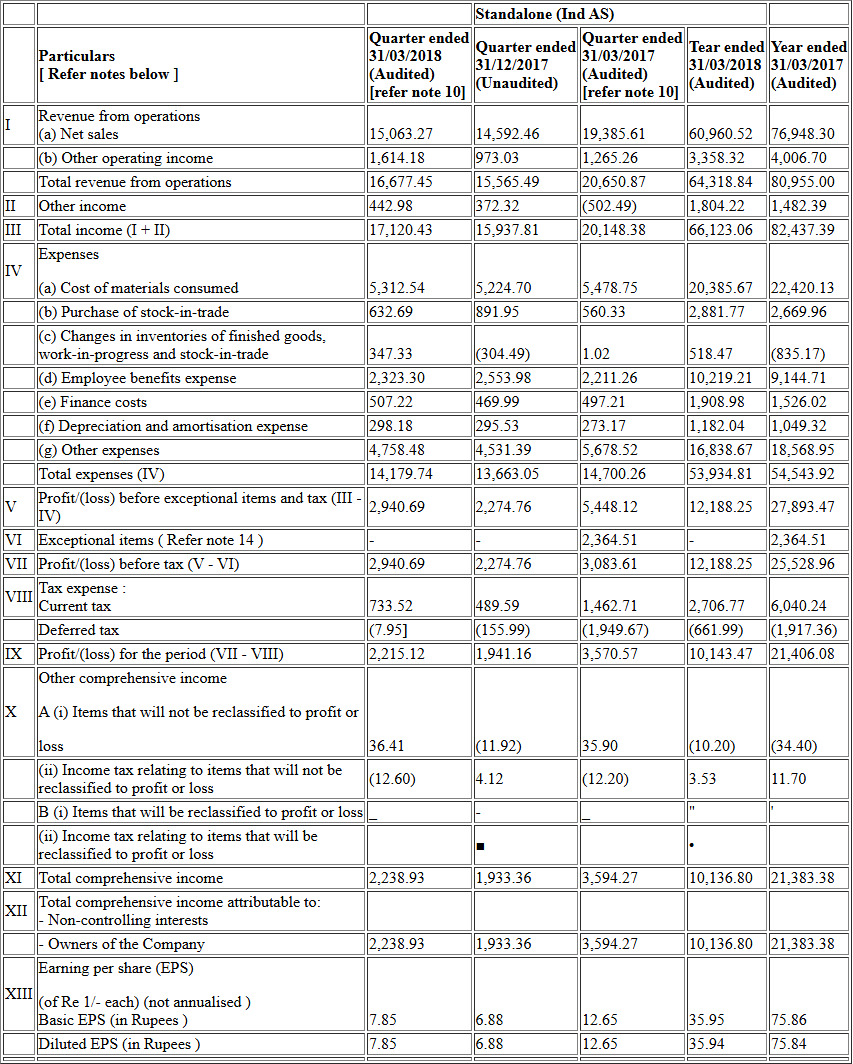 Standalone (Ind AS)
Particulars
[ Refer notes below ]
Quarter ended
31/03/2018
(Audited)
[refer note 10]
Quarter ended
31/12/2017
(Unaudited)
Quarter ended
31/03/2017
(Audited)
[refer note 10]
Tear ended
31/03/2018
(Audited)
Year ended
31/03/2017
(Audited)
I Revenue from operations
(a) Net sales 15,063.27 14,592.46 19,385.61 60,960.52 76,948.30
(b) Other operating income 1,614.18 973.03 1,265.26 3,358.32 4,006.70
Total revenue from operations 16,677.45 15,565.49 20,650.87 64,318.84 80,955.00
II Other income 442.98 372.32 (502.49) 1,804.22 1,482.39
III Total income (I + II) 17,120.43 15,937.81 20,148.38 66,123.06 82,437.39
IV Expenses
(a) Cost of materials consumed 5,312.54 5,224.70 5,478.75 20,385.67 22,420.13
(b) Purchase of stock-in-trade 632.69 891.95 560.33 2,881.77 2,669.96
(c) Changes in inventories of finished goods,
work-in-progress and stock-in-trade 347.33 (304.49) 1.02 518.47 (835.17)
(d) Employee benefits expense 2,323.30 2,553.98 2,211.26 10,219.21 9,144.71
(e) Finance costs 507.22 469.99 497.21 1,908.98 1,526.02
(f) Depreciation and amortisation expense 298.18 295.53 273.17 1,182.04 1,049.32
(g) Other expenses 4,758.48 4,531.39 5,678.52 16,838.67 18,568.95
Total expenses (IV) 14,179.74 13,663.05 14,700.26 53,934.81 54,543.92
V Profit/(loss) before exceptional items and tax (III -
IV) 2,940.69 2,274.76 5,448.12 12,188.25 27,893.47
VI Exceptional items ( Refer note 14 ) - - 2,364.51 - 2,364.51
VII Profit/(loss) before tax (V - VI) 2,940.69 2,274.76 3,083.61 12,188.25 25,528.96
VIII Tax expense :
Current tax 733.52 489.59 1,462.71 2,706.77 6,040.24
Deferred tax (7.95] (155.99) (1,949.67) (661.99) (1,917.36)
IX Profit/(loss) for the period (VII - VIII) 2,215.12 1,941.16 3,570.57 10,143.47 21,406.08
X Other comprehensive income
A (i) Items that will not be reclassified to profit or
loss 36.41 (11.92) 35.90 (10.20) (34.40)
(ii) Income tax relating to items that will not be
reclassified to profit or loss (12.60) 4.12 (12.20) 3.53 11.70
B (i) Items that will be reclassified to profit or loss _ - _ " '
(ii) Income tax relating to items that will be
reclassified to profit or loss ■ •
XI Total comprehensive income 2,238.93 1,933.36 3,594.27 10,136.80 21,383.38
XII Total comprehensive income attributable to:
- Non-controlling interests
- Owners of the Company 2,238.93 1,933.36 3,594.27 10,136.80 21,383.38
XIII Earning per share (EPS)
(of Re 1/- each) (not annualised )
Basic EPS (in Rupees ) 7.85 6.88 12.65 35.95 75.86
Diluted EPS (in Rupees ) 7.85 6.88 12.65 35.94 75.84